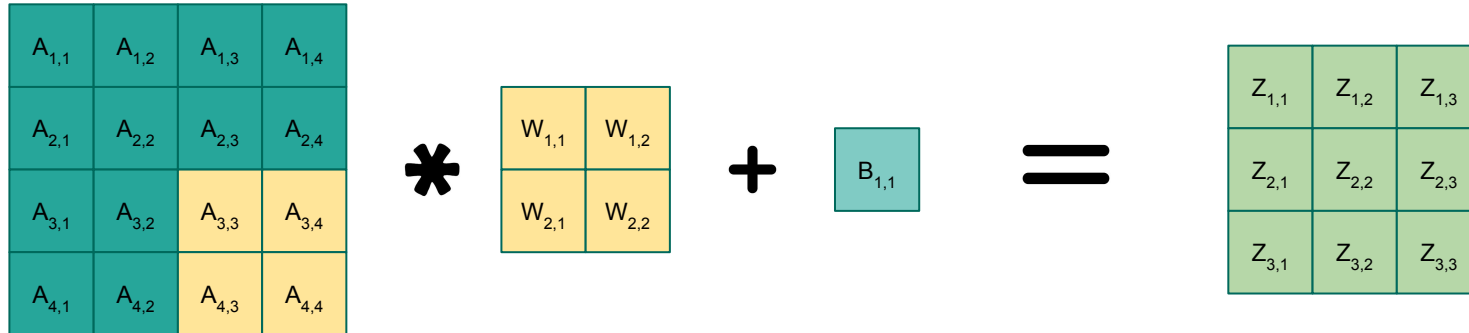 A1,1 A1,2 A1,3 A1,4
A2,1 A2,2 A2,3 A2,4
A3,1 A3,2 A3,3 A3,4
A4,1 A4,2 A4,3 A4,4
*
W1,1 W1,2
W2,1 W2,2
+
B1,1
=
Z1,1 Z1,2 Z1,3
Z2,1 Z2,2 Z2,3
Z3,1 Z3,2 Z3,3